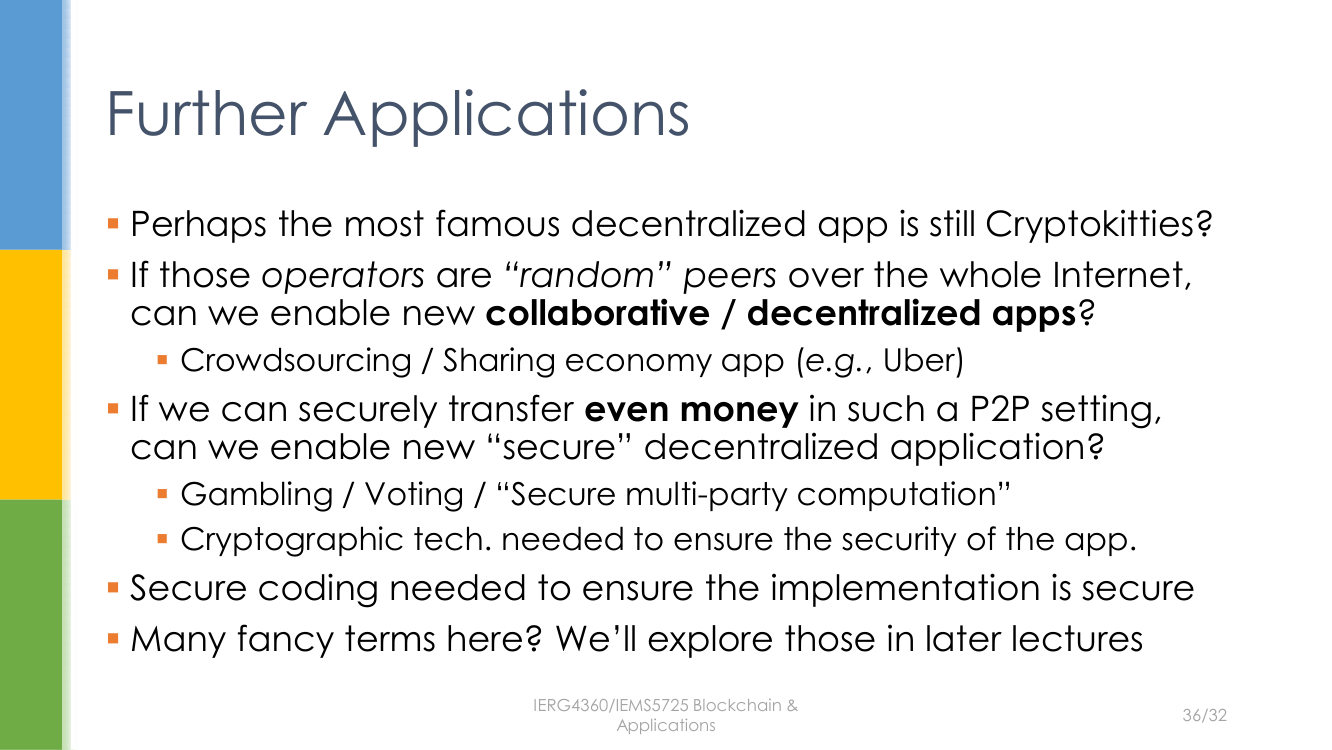 Further Applications
Perhaps the most famous decentralized app is still Cryptokitties?
If those operators are “random” peers over the whole Internet,
can we enable new collaborative / decentralized apps?
Crowdsourcing / Sharing economy app (e.g., Uber)
If we can securely transfer even money in such a P2P setting,
can we enable new “secure” decentralized application?
Gambling / Voting / “Secure multi-party computation”
Cryptographic tech. needed to ensure the security of the app.
Secure coding needed to ensure the implementation is secure
Many fancy terms here? We’ll explore those in later lectures
IERG4360/IEMS5725 Blockchain &
Applications
36/32